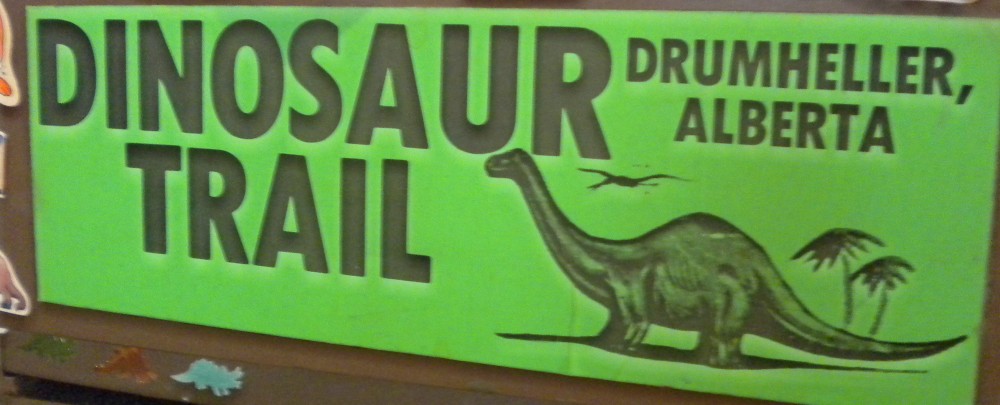 DINOSAUR
TRAIL
DRUMHELLER,
ALBERTA